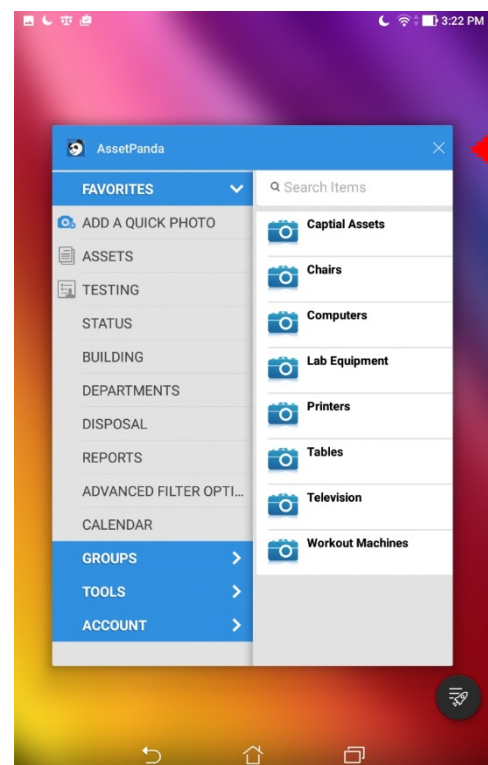 3:22 PM
AssetPanda
FAVORITES
ADD A QUICK PHOTO
ASSETS
TESTING
STATUS
BUILDING
DEPARTMENTS
DISPOSAL
REPORTS
ADVANCED FILTER OPTI...
CALENDAR
GROUPS
TOOLS
ACCOUNT
Search Items
Captial Assets
Chairs
Computers
Lab Equipment
Printers
Tables
Television
Workout Machines